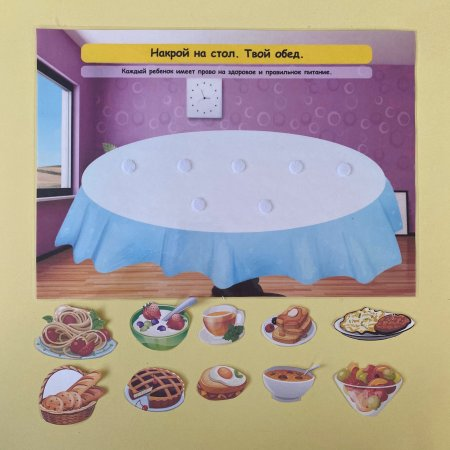 Накрой на стол. Твой обед.
Каждый ребенок имеет право на здоровое и правильное питание.